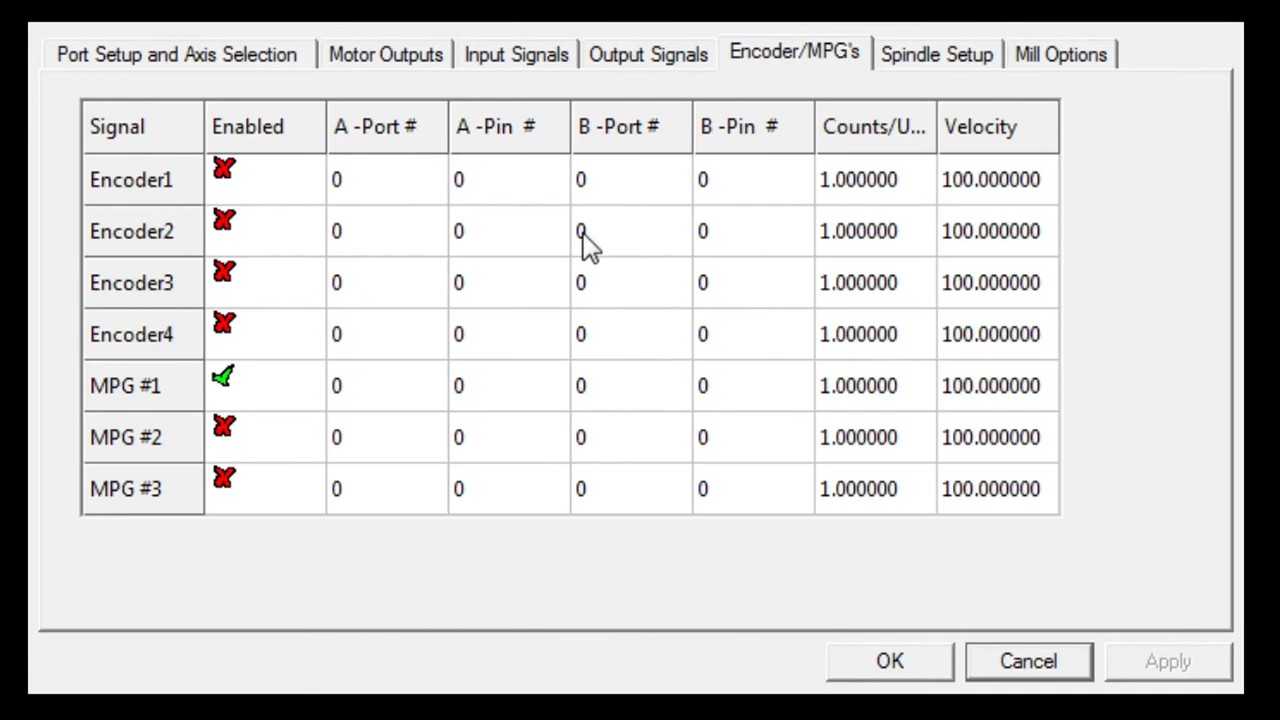 Port Setup and Axis Selection Motor Outputs Input Signals Output Signals Encoder/MPG's Spindle Setup Mill Options
Signal Enabled A -Port # A -Pin # B -Port # B -Pin # Counts/U... Velocity
Encoder1 0 0 0 0 1.000000 100.000000
Encoder2 0 0 0 0 1.000000 100.000000
Encoder3 0 0 0 0 1.000000 100.000000
Encoder4 0 0 0 0 1.000000 100.000000
MPG #1 0 0 0 0 1.000000 100.000000
MPG #2 0 0 0 0 1.000000 100.000000
MPG #3 0 0 0 0 1.000000 100.000000
OK Cancel Apply